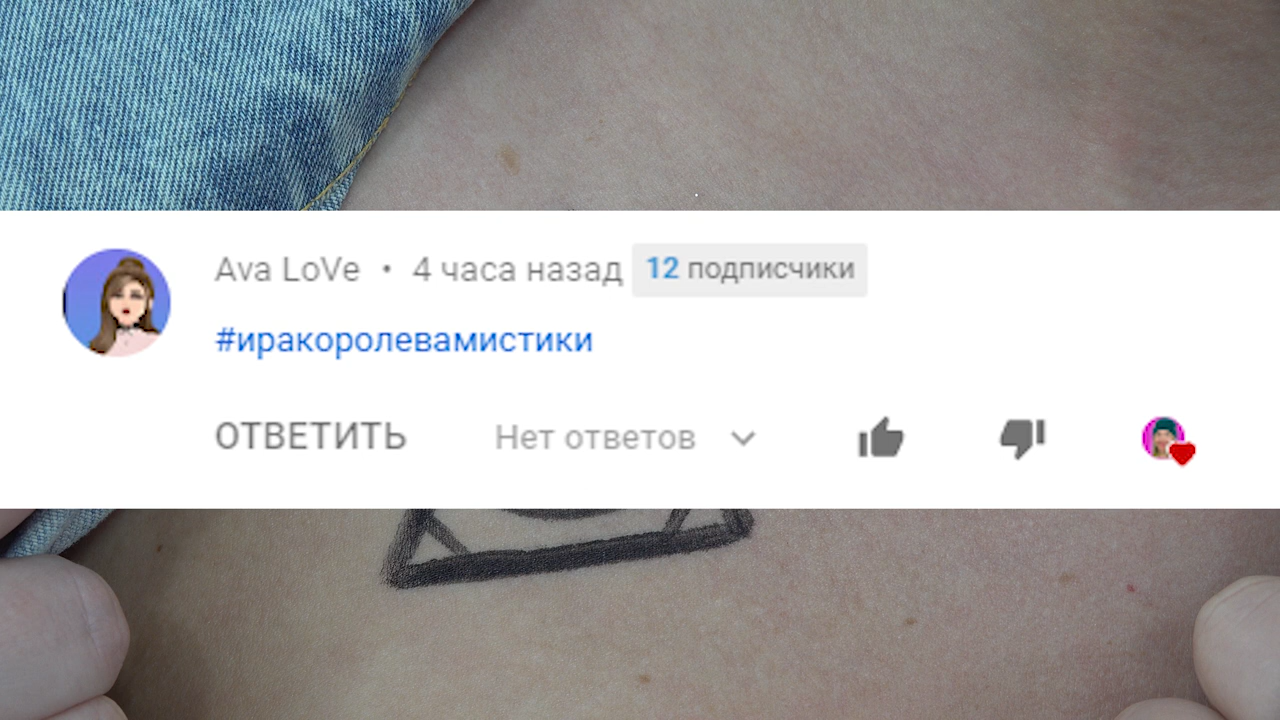 Ava LoVe • 4 часа назад 12 подписчики
#иракоролевамистики
ОТВЕТИТЬ Нет ответов